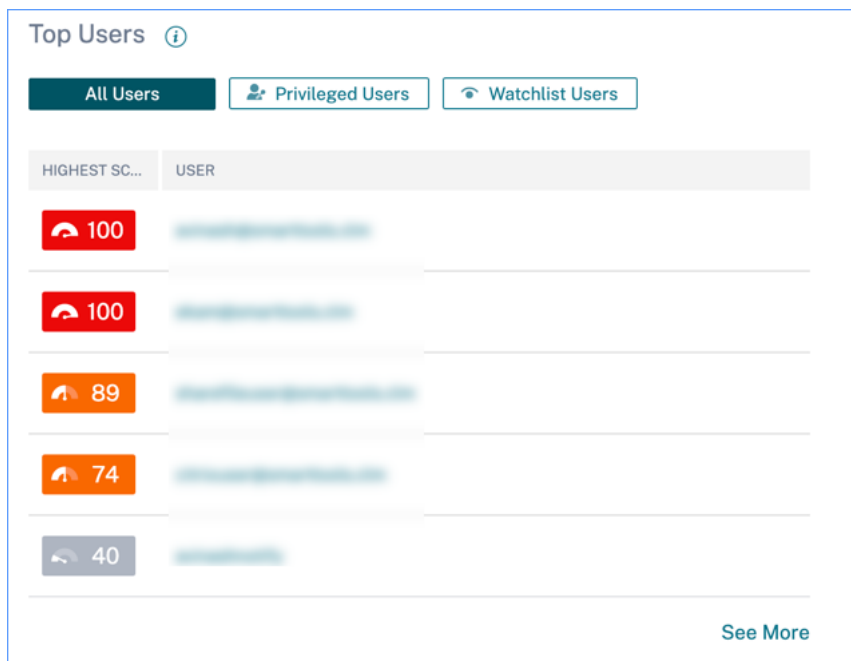 Top Users
All Users Privileged Users Watchlist Users
HIGHEST SC... USER
100
100
89
74
40
See More